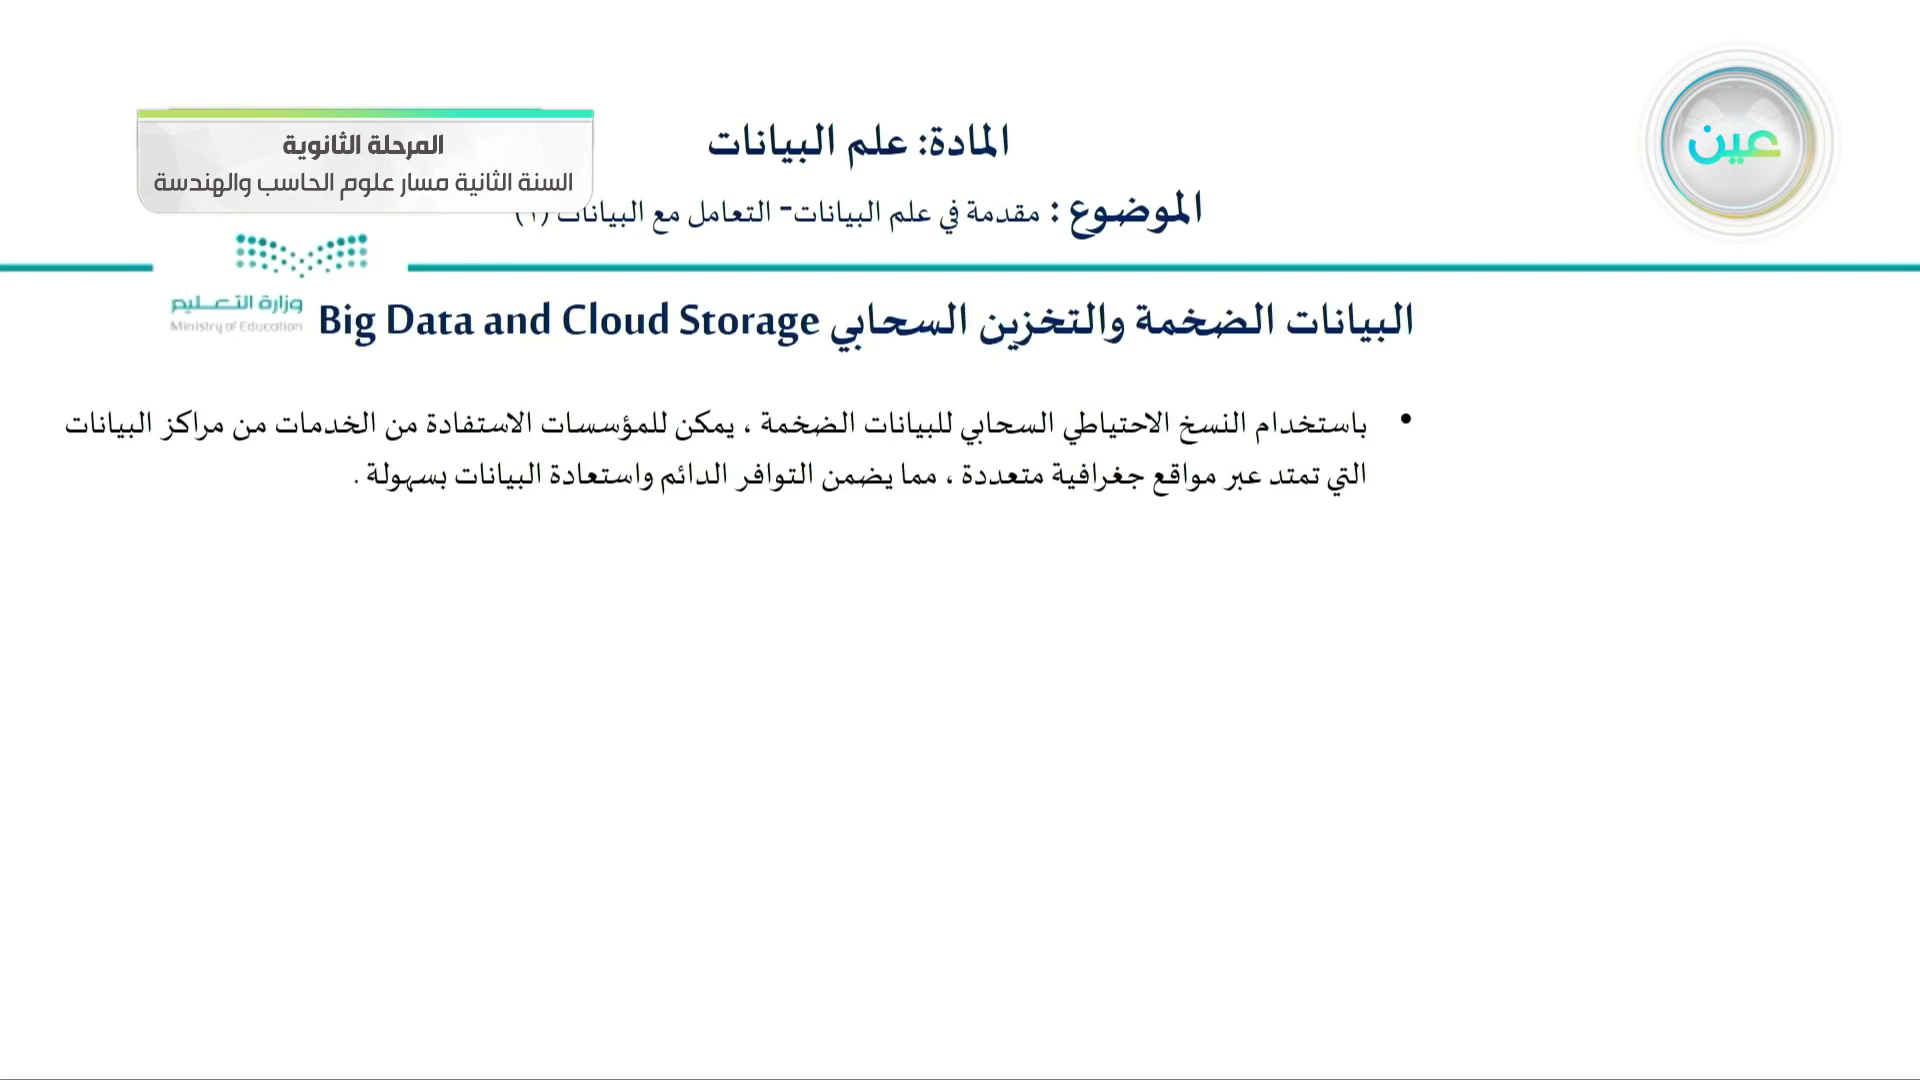 المرحلة الثانوية
السنة الثانية مسار علوم الحاسب والهندسة
عين
المادة: علم البيانات
الموضوع : مقدمة في علم البيانات- التعامل مع البيانات (١)
وزارة التعليم
Ministry of Education
البيانات الضخمة والتخزين السحابي Big Data and Cloud Storage
• باستخدام النسخ الاحتياطي السحابي للبيانات الضخمة ، يمكن للمؤسسات الاستفادة من الخدمات من مراكز البيانات
التي تمتد عبر مواقع جغرافية متعددة ، مما يضمن التوافر الدائم واستعادة البيانات بسهولة .